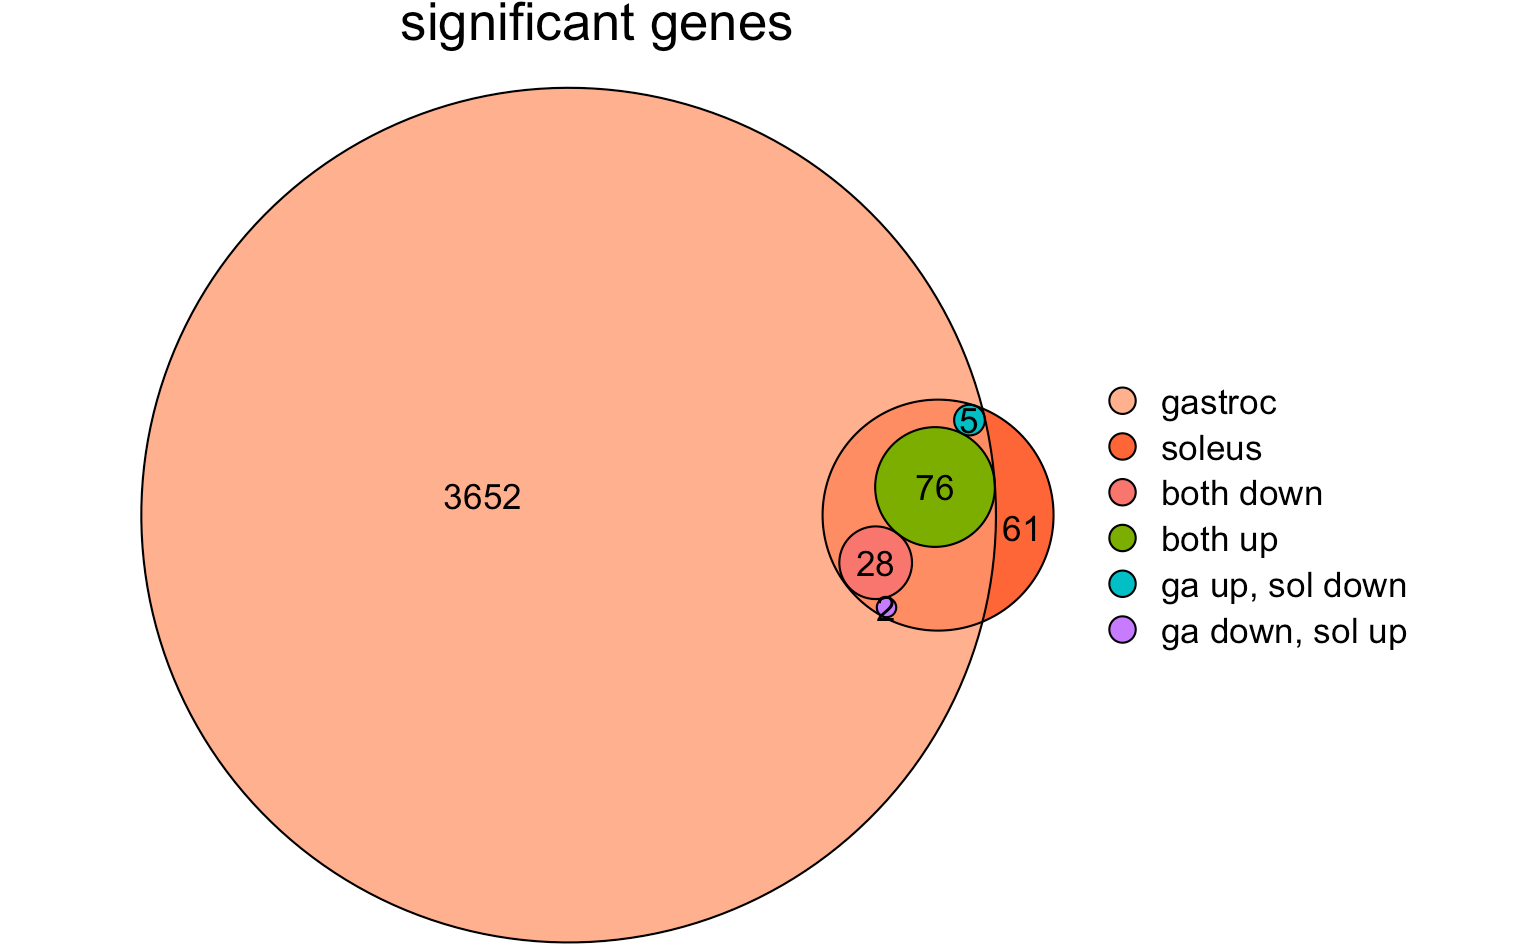 significant genes
3652
5
76
61
28
2
gastroc
soleus
both down
both up
ga up, sol down
ga down, sol up